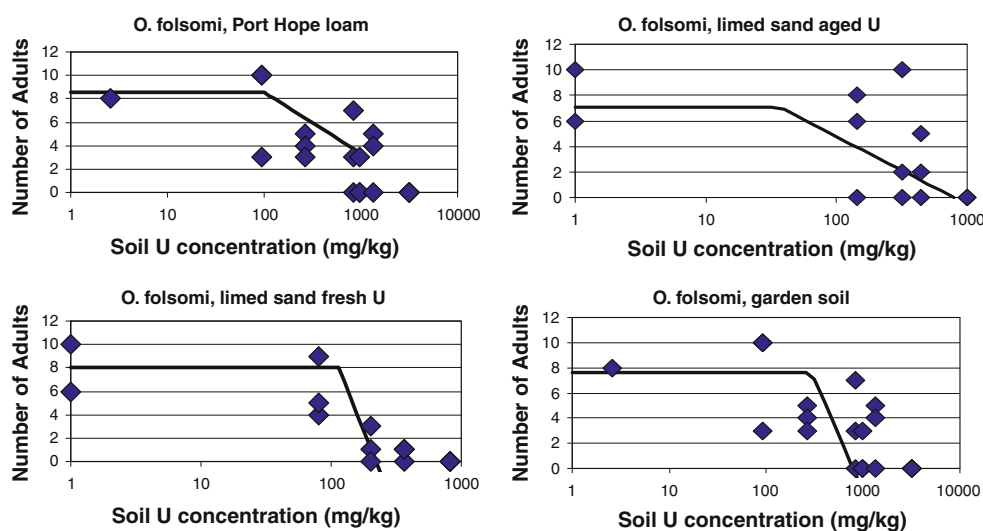 O. folsomi, Port Hope loam
Number of Adults
12
10
8
6
4
2
0
1 10 100 1000 10000
Soil U concentration (mg/kg)
O. folsomi, limed sand aged U
Number of Adults
12
10
8
6
4
2
0
1 10 100 1000
Soil U concentration (mg/kg)
O. folsomi, limed sand fresh U
Number of Adults
12
10
8
6
4
2
0
1 10 100 1000
Soil U concentration (mg/kg)
O. folsomi, garden soil
Number of Adults
12
10
8
6
4
2
0
1 10 100 1000 10000
Soil U concentration (mg/kg)